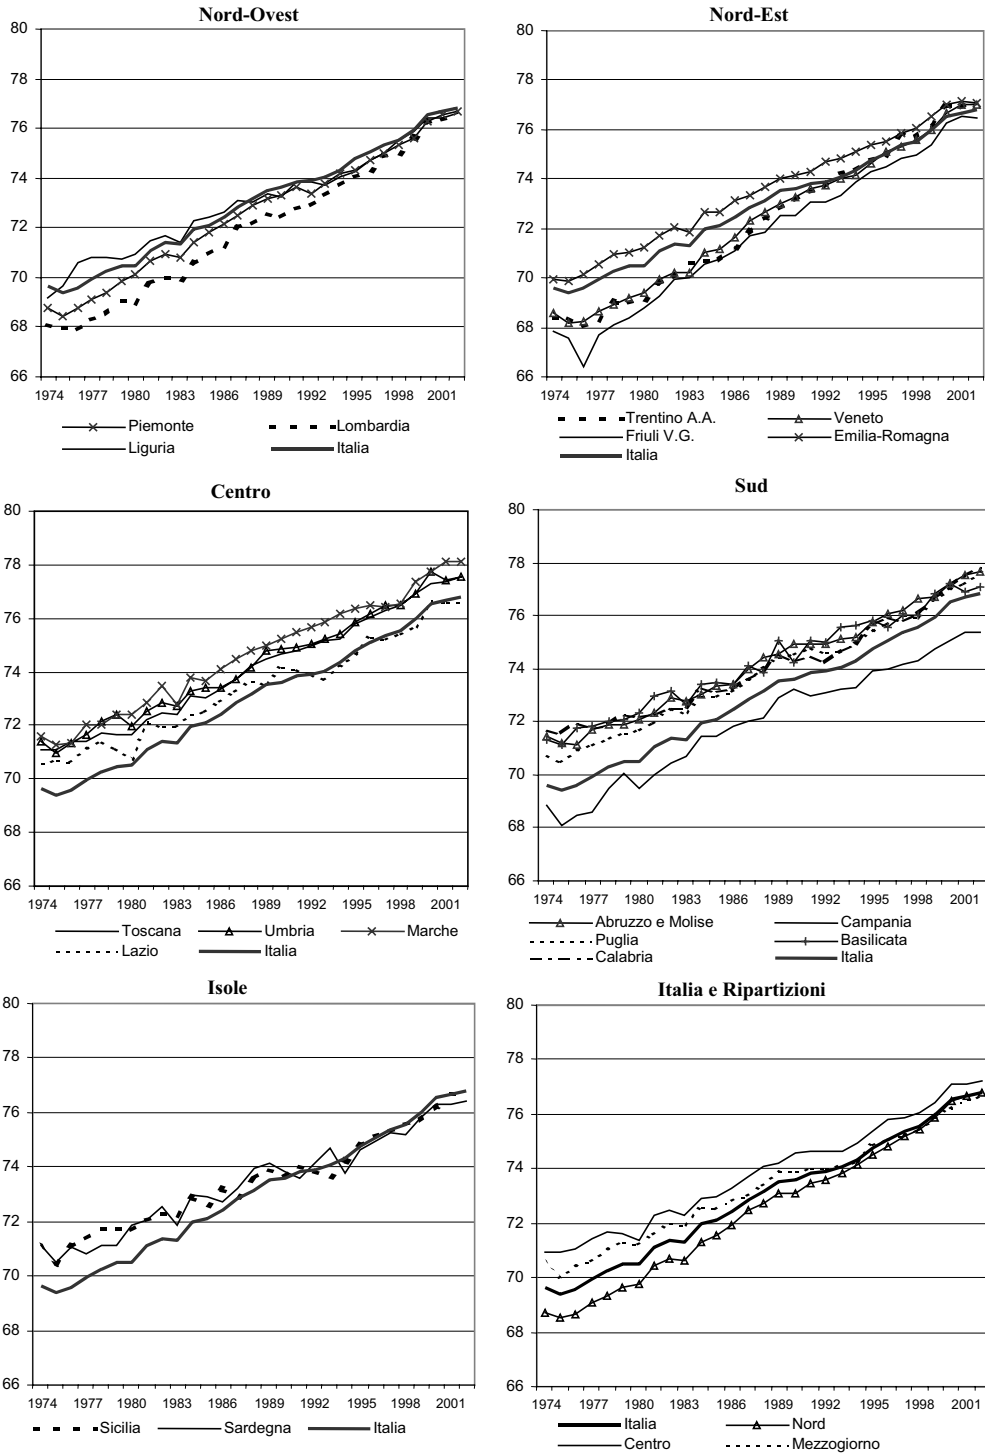 Nord-Ovest
80
78
76
74
72
70
68
66
1974 1977 1980 1983 1986 1989 1992 1995 1998 2001
Piemonte Lombardia
Liguria Italia
Nord-Est
80
78
76
74
72
70
68
66
1974 1977 1980 1983 1986 1989 1992 1995 1998 2001
Trentino A.A. Veneto
Friuli V.G. Emilia-Romagna
Italia
Centro
80
78
76
74
72
70
68
66
1974 1977 1980 1983 1986 1989 1992 1995 1998 2001
Toscana Umbria Marche
Lazio Italia
Sud
80
78
76
74
72
70
68
66
1974 1977 1980 1983 1986 1989 1992 1995 1998 2001
Abruzzo e Molise Campania
Puglia Basilicata
Calabria Italia
Isole
80
78
76
74
72
70
68
66
1974 1977 1980 1983 1986 1989 1992 1995 1998 2001
Sicilia Sardegna Italia
Italia e Ripartizioni
80
78
76
74
72
70
68
66
1974 1977 1980 1983 1986 1989 1992 1995 1998 2001
Italia Nord
Centro Mezzogiorno